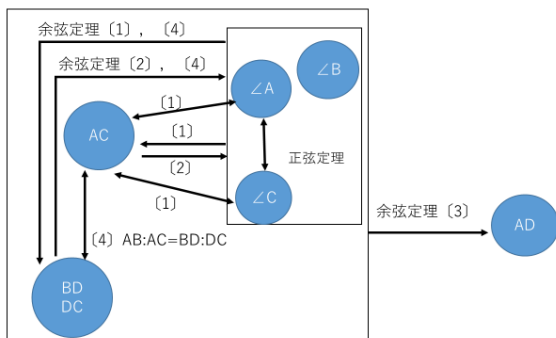 余弦定理〔1〕，〔4〕
余弦定理〔2〕，〔4〕
∠B
∠A
〔1〕
AC
〔1〕
正弦定理
〔2〕
∠C
〔1〕
余弦定理〔3〕
AD
〔4〕AB:AC=BD:DC
BD
DC